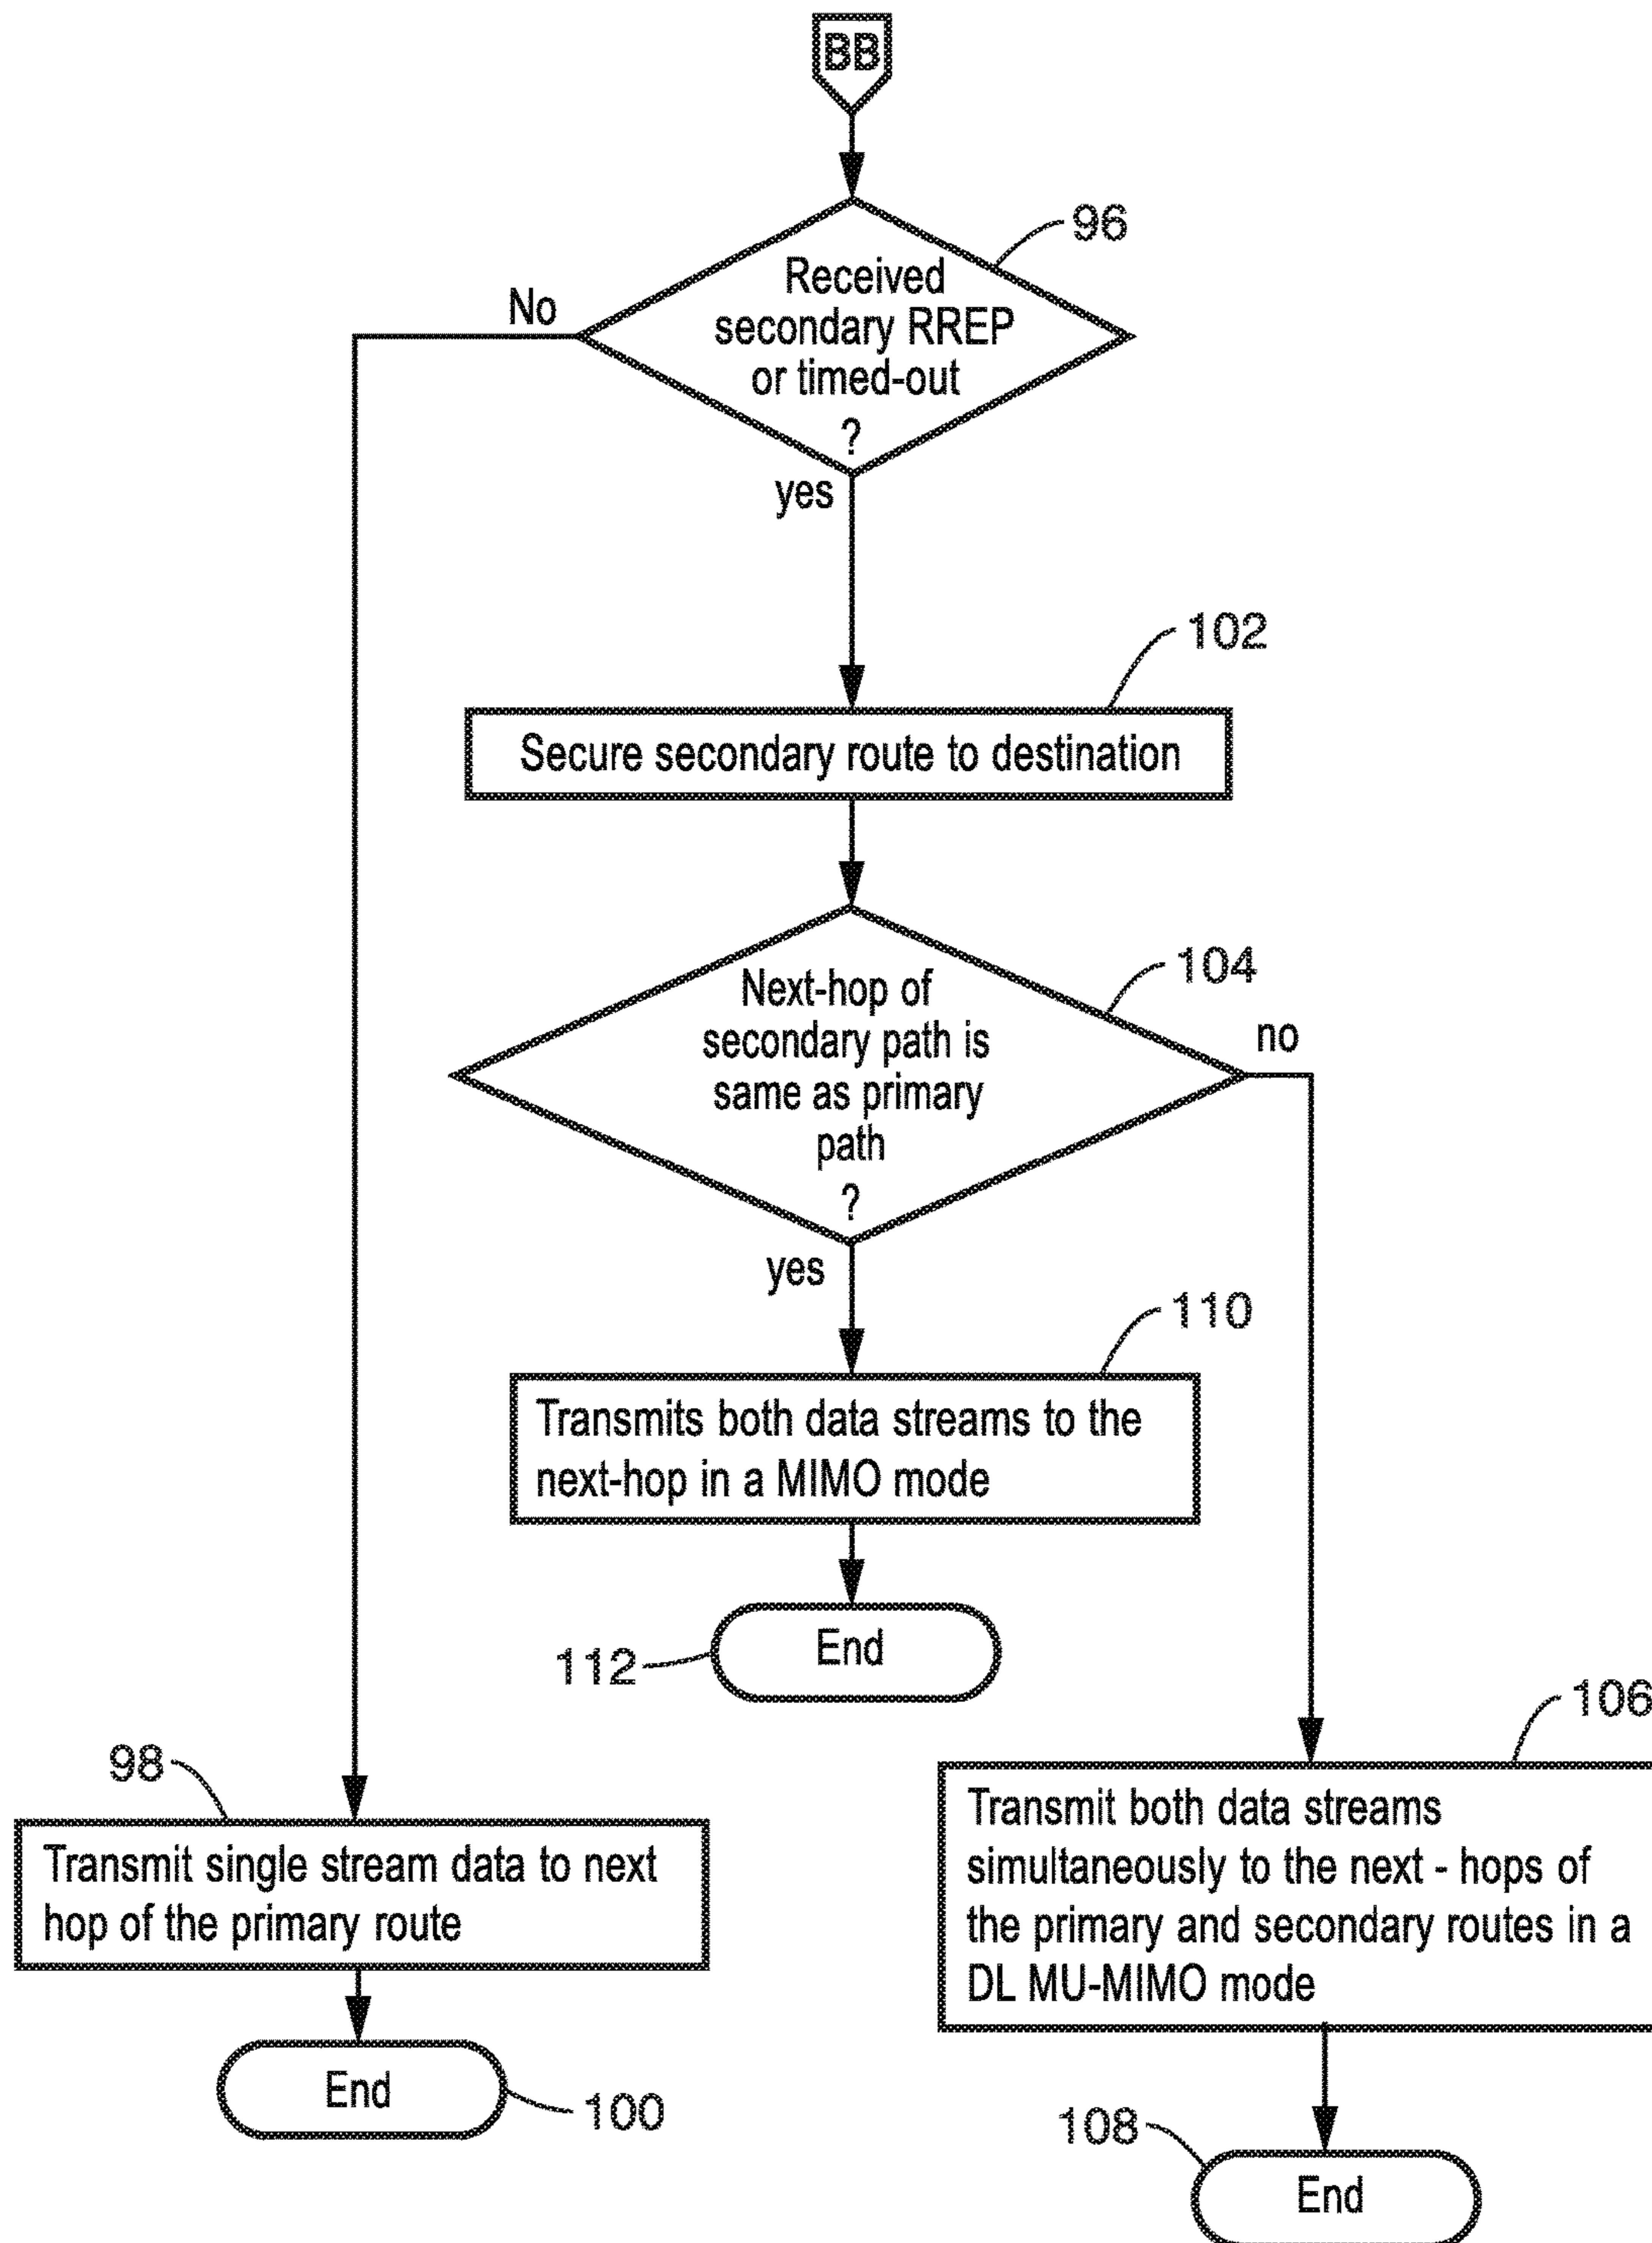 BB
96
Received
secondary RREP
or timed-out
?
No
yes
102
Secure secondary route to destination
104
Next-hop of
secondary path is
same as primary
path
?
no
yes
110
Transmits both data streams to the
next-hop in a MIMO mode
112
End
106
Transmit both data streams
simultaneously to the next - hops of
the primary and secondary routes in a
DL MU-MIMO mode
98
Transmit single stream data to next
hop of the primary route
End
100
108
End